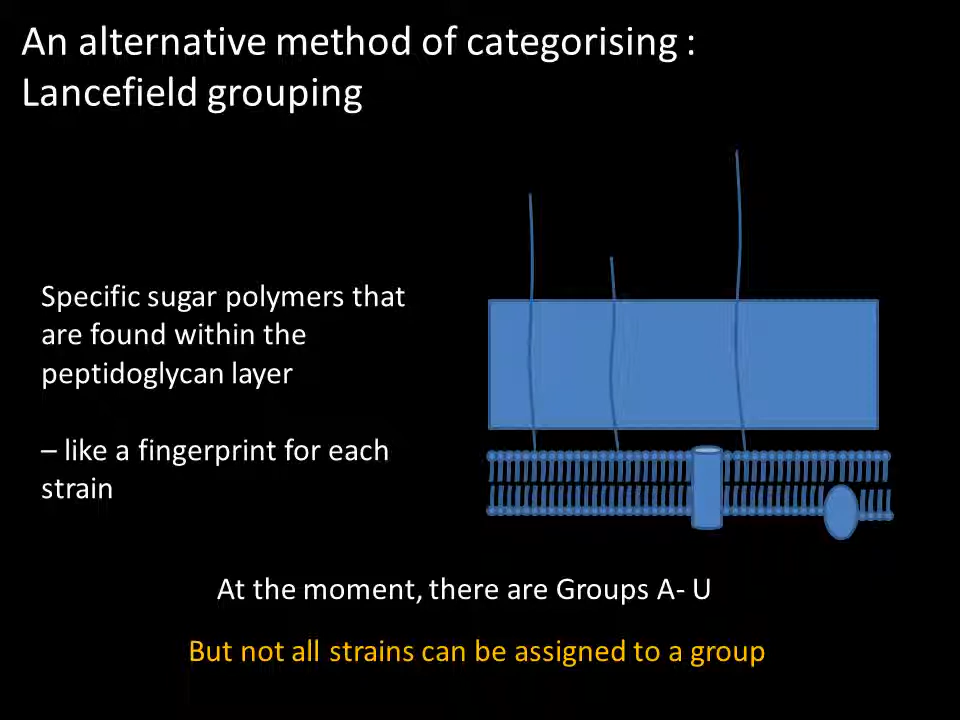 An alternative method of categorising :
Lancefield grouping
Specific sugar polymers that
are found within the
peptidoglycan layer
– like a fingerprint for each
strain
At the moment, there are Groups A- U
But not all strains can be assigned to a group